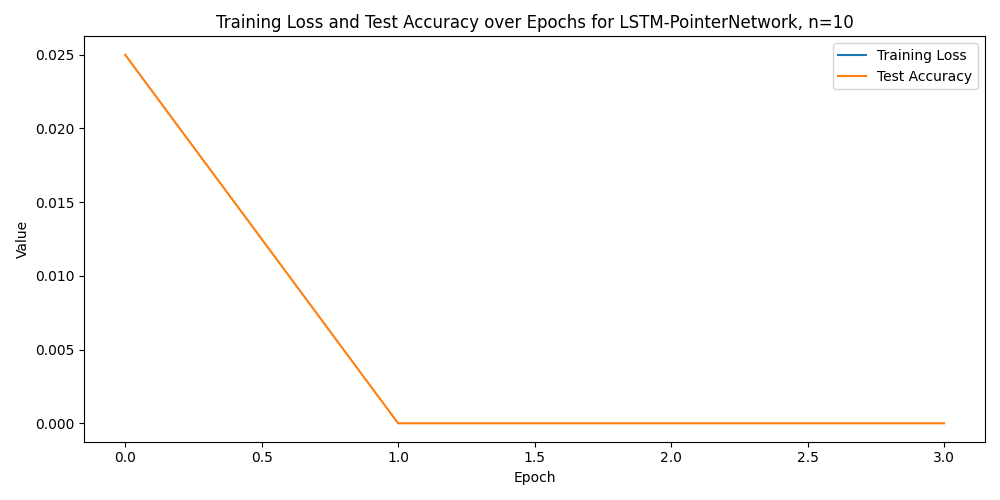 Training Loss and Test Accuracy over Epochs for LSTM-PointerNetwork, n=10
Training Loss
Test Accuracy
Value
0.025
0.020
0.015
0.010
0.005
0.000
0.0 0.5 1.0 1.5 2.0 2.5 3.0
Epoch